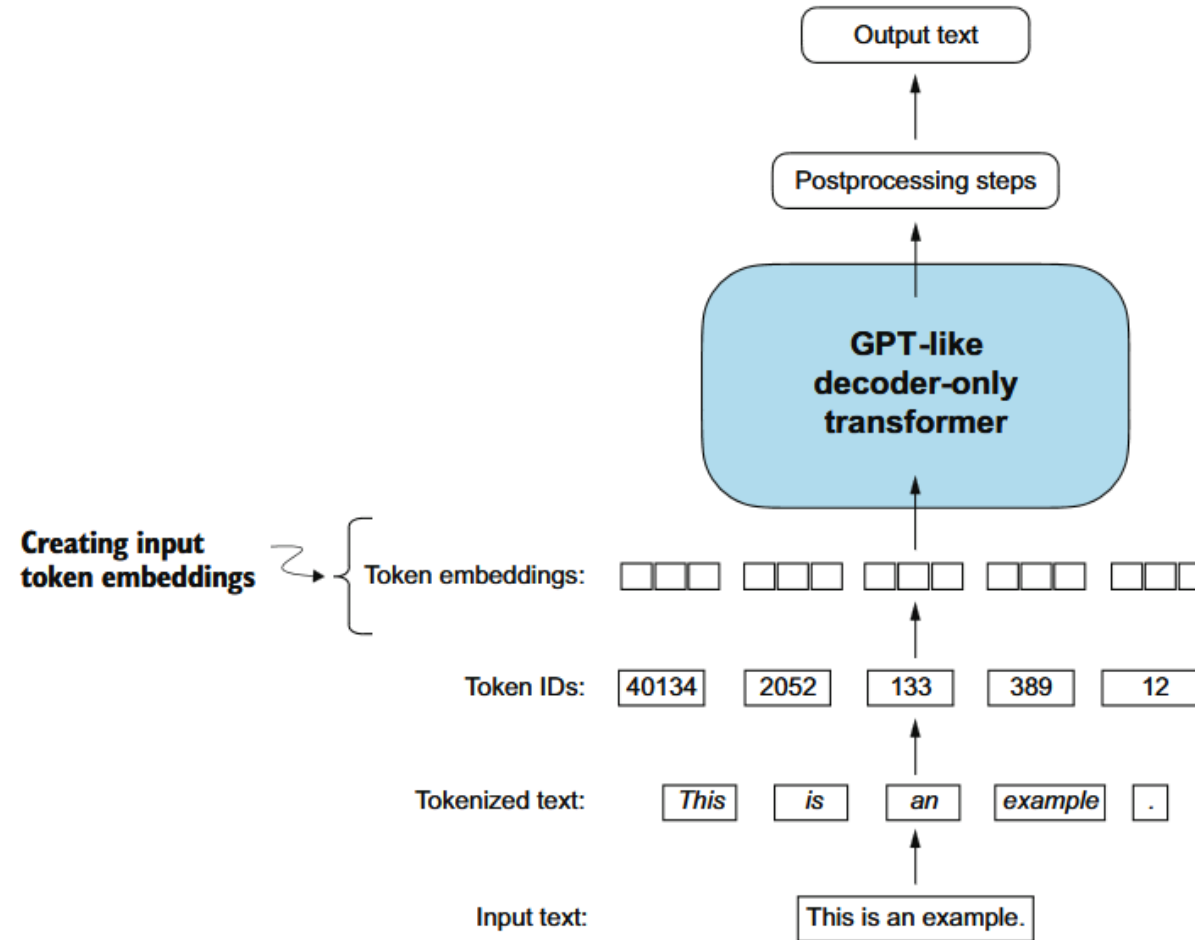 Output text
Postprocessing steps
GPT-like
decoder-only
transformer
Creating input
token embeddings
Token embeddings:
Token IDs: 40134 2052 133 389 12
Tokenized text: This is an example .
Input text: This is an example.